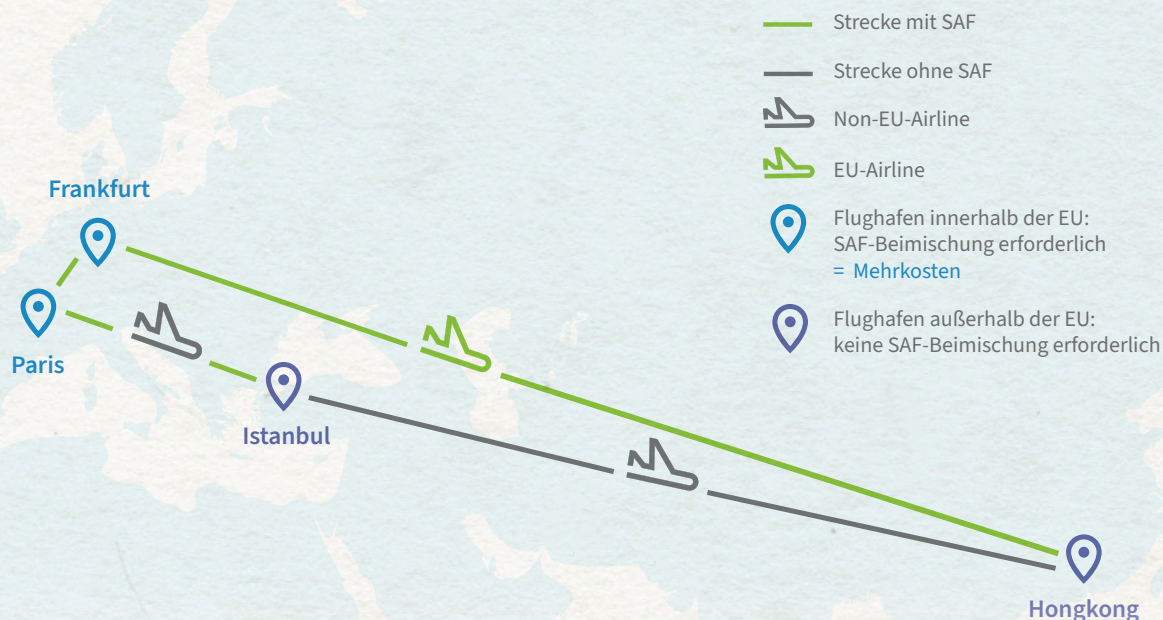 Strecke mit SAF
Strecke ohne SAF
Non-EU-Airline
EU-Airline
Flughafen innerhalb der EU:
SAF-Beimischung erforderlich
= Mehrkosten
Flughafen außerhalb der EU:
keine SAF-Beimischung erforderlich
Frankfurt
Paris
Istanbul
Hongkong